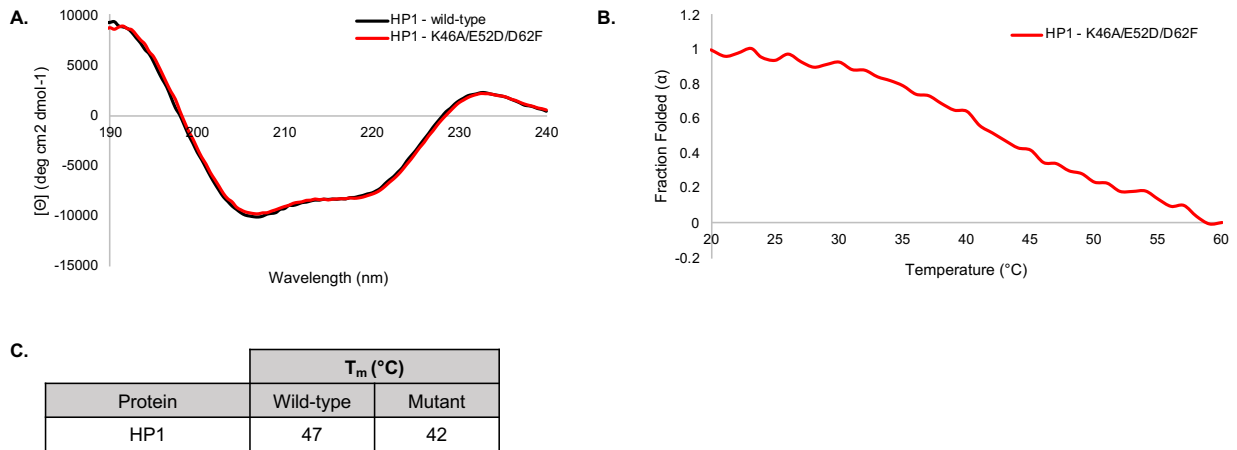 A.
HP1 - wild-type
HP1 - K46A/E52D/D62F
[Θ] (deg cm2 dmol-1)
10000
5000
0
-5000
-10000
-15000
190 200 210 220 230 240
Wavelength (nm)
B.
HP1 - K46A/E52D/D62F
Fraction Folded (α)
1.2
1
0.8
0.6
0.4
0.2
0
-0.2
20 25 30 35 40 45 50 55 60
Temperature (°C)
C.
Tm (°C)
Protein Wild-type Mutant
HP1 47 42